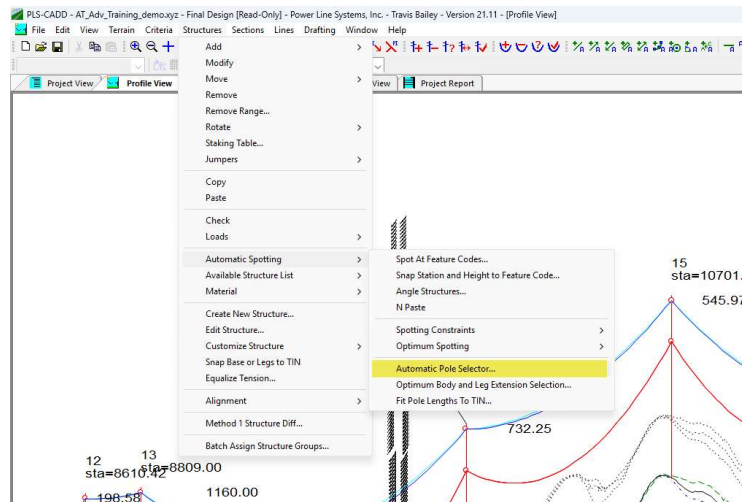 PLS-CADD - AT_Adv_Training_demo.xyz - Final Design [Read-Only] - Power Line Systems, Inc. - Travis Bailey - Version 21.11 - [Profile View]
File Edit View Terrain Criteria Structures Sections Lines Drafting Window Help
Project View Profile View View Project Report
Add
Modify
Move
Remove
Remove Range...
Rotate
Staking Table...
Jumpers
Copy
Paste
Check
Loads
Automatic Spotting
Available Structure List
Material
Create New Structure...
Edit Structure...
Customize Structure
Snap Base or Legs to TIN
Equalize Tension...
Alignment
Method 1 Structure Diff...
Batch Assign Structure Groups...
Spot At Feature Codes...
Snap Station and Height to Feature Code...
Angle Structures...
N Paste
Spotting Constraints
Optimum Spotting
Automatic Pole Selector...
Optimum Body and Leg Extension Selection...
Fit Pole Lengths To TIN...
15
sta=10701.
545.97
732.25
12
sta=8610.42
13
sta=8809.00
198.58
1160.00